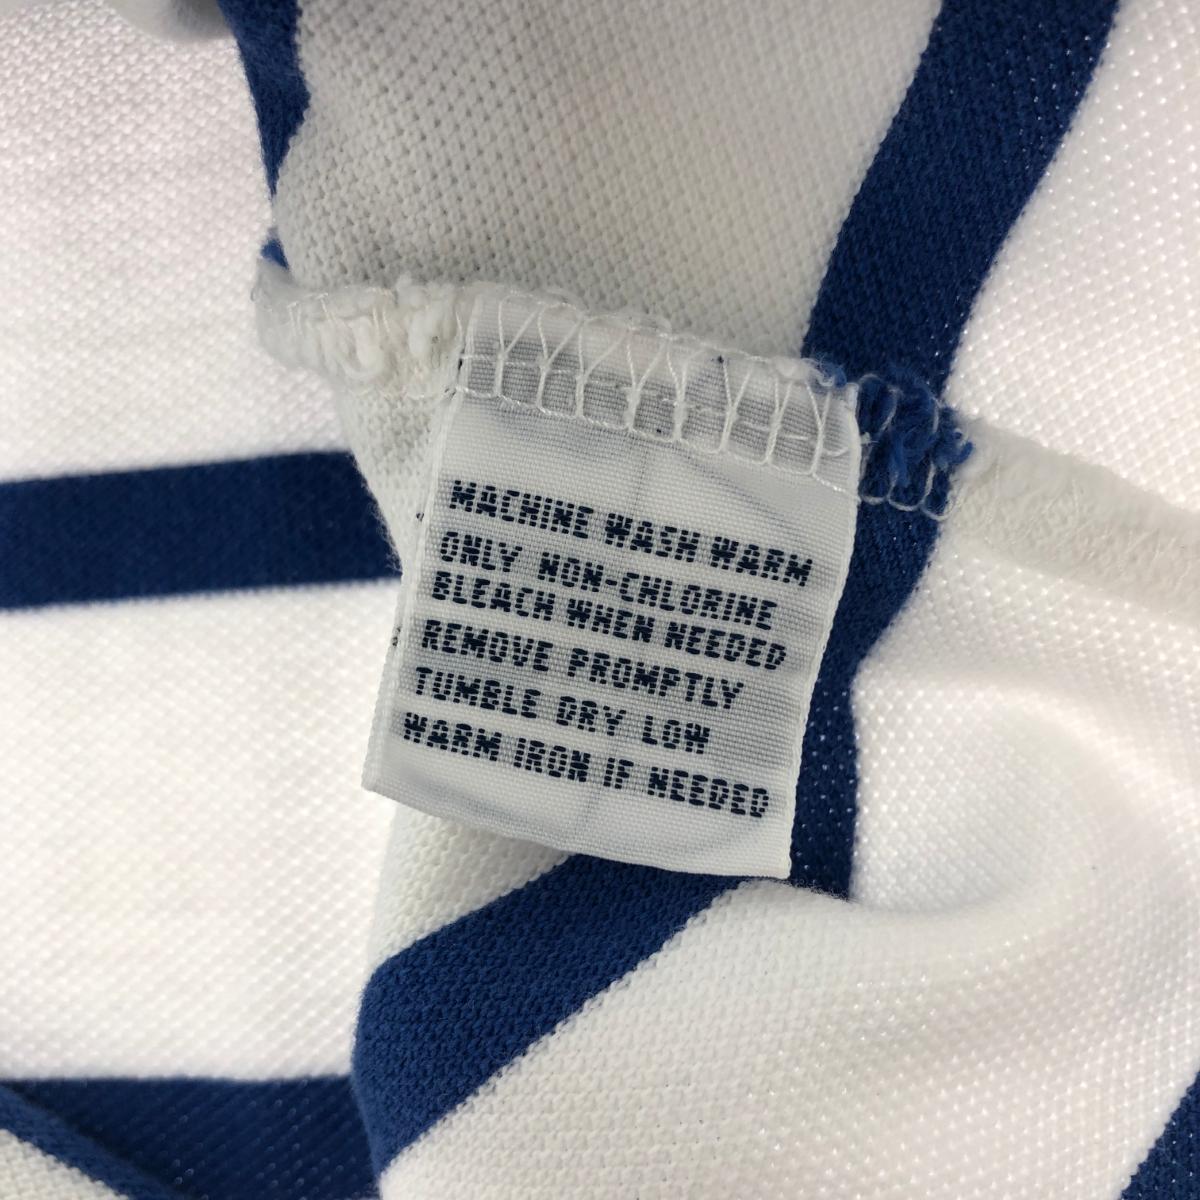 MACHINE WASH WARM
ONLY NON-CHLORINE
BLEACH WHEN NEEDED
REMOVE PROMPTLY
TUMBLE DRY LOW
WARM IRON IF NEEDED